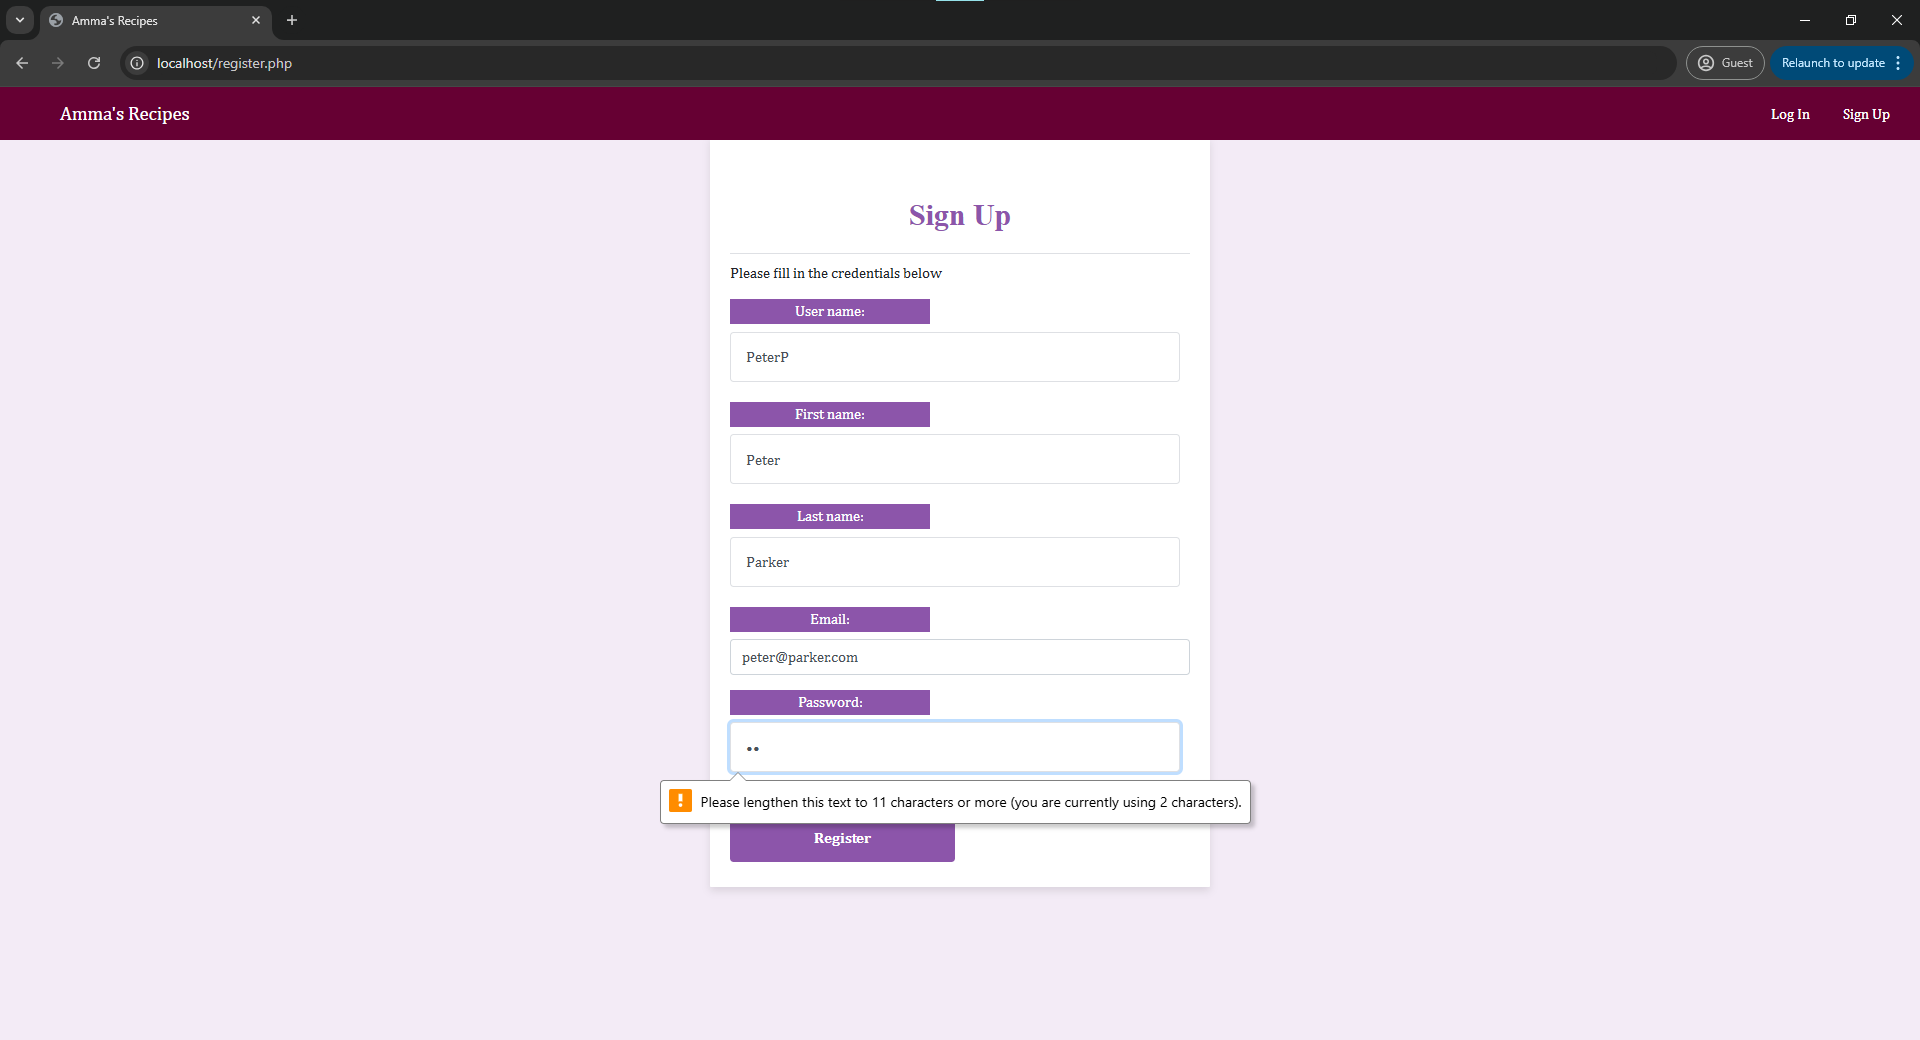 Amma's Recipes
localhost/register.php
Guest
Relaunch to update
Amma's Recipes
Log In
Sign Up
Sign Up
Please fill in the credentials below
User name:
PeterP
First name:
Peter
Last name:
Parker
Email:
peter@parker.com
Password:
••
Please lengthen this text to 11 characters or more (you are currently using 2 characters).
Register